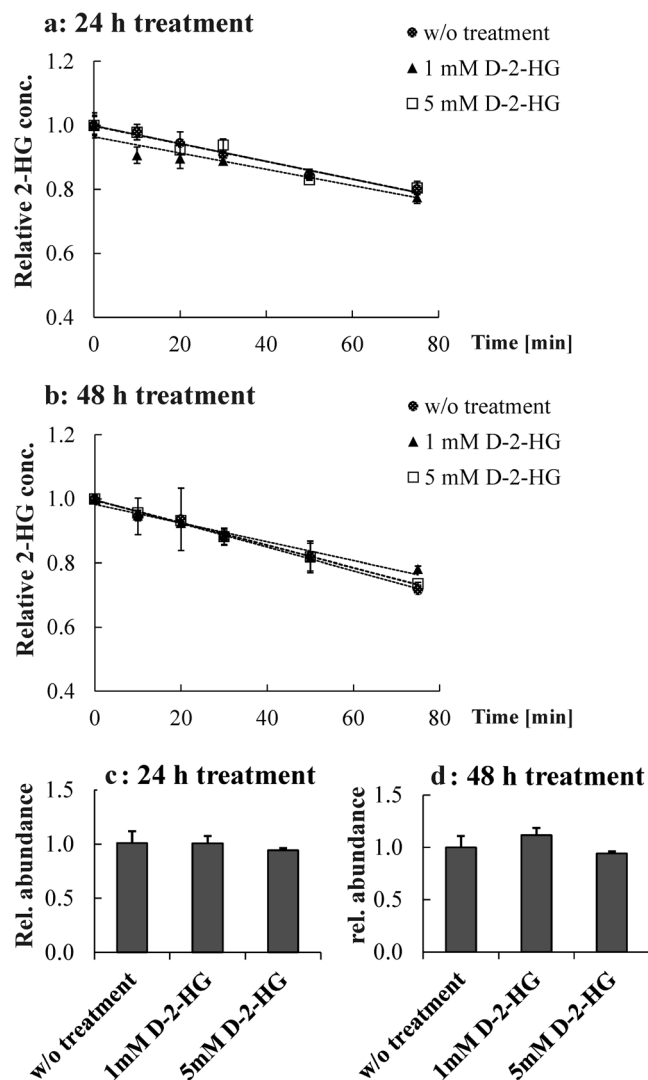 a: 24 h treatment
w/o treatment
1 mM D-2-HG
5 mM D-2-HG
Relative 2-HG conc.
1.2
1.0
0.8
0.6
0.4
0 20 40 60 80
Time [min]
b: 48 h treatment
w/o treatment
1 mM D-2-HG
5 mM D-2-HG
Relative 2-HG conc.
1.2
1.0
0.8
0.6
0.4
0 20 40 60 80
Time [min]
c: 24 h treatment
Rel. abundance
1.5
1.0
0.5
0.0
w/o treatment
1mM D-2-HG
5mM D-2-HG
d: 48 h treatment
rel. abundance
1.5
1.0
0.5
0.0
w/o treatment
1mM D-2-HG
5mM D-2-HG